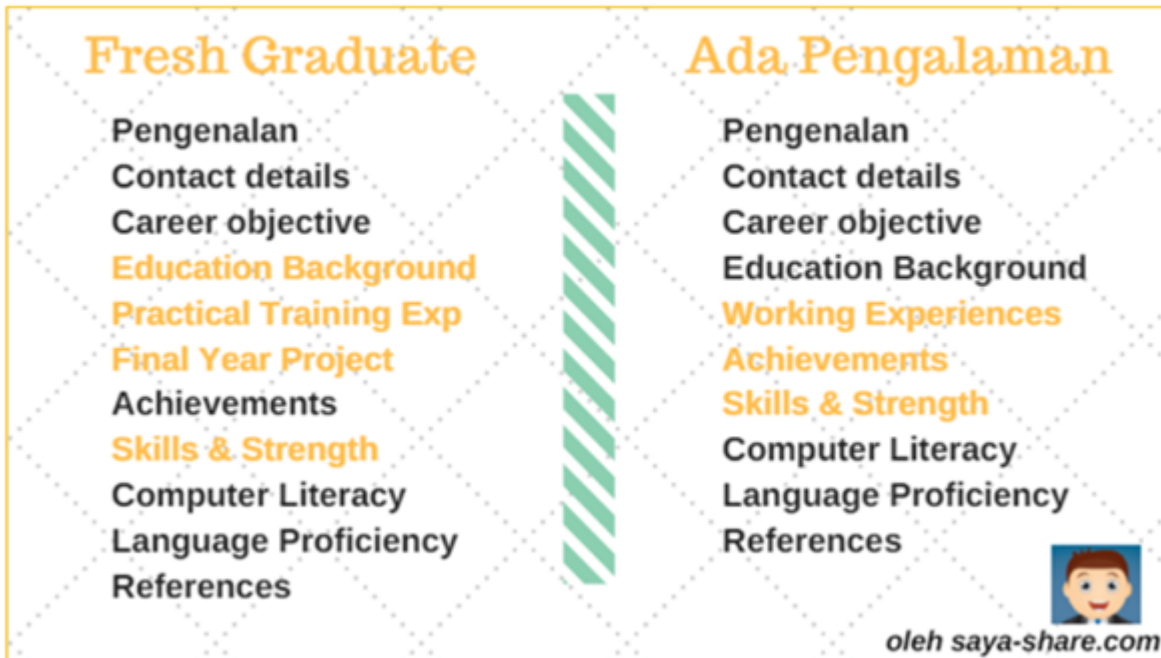 Fresh Graduate
Pengenalan
Contact details
Career objective
Education Background
Practical Training Exp
Final Year Project
Achievements
Skills & Strength
Computer Literacy
Language Proficiency
References
Ada Pengalaman
Pengenalan
Contact details
Career objective
Education Background
Working Experiences
Achievements
Skills & Strength
Computer Literacy
Language Proficiency
References
oleh saya-share.com